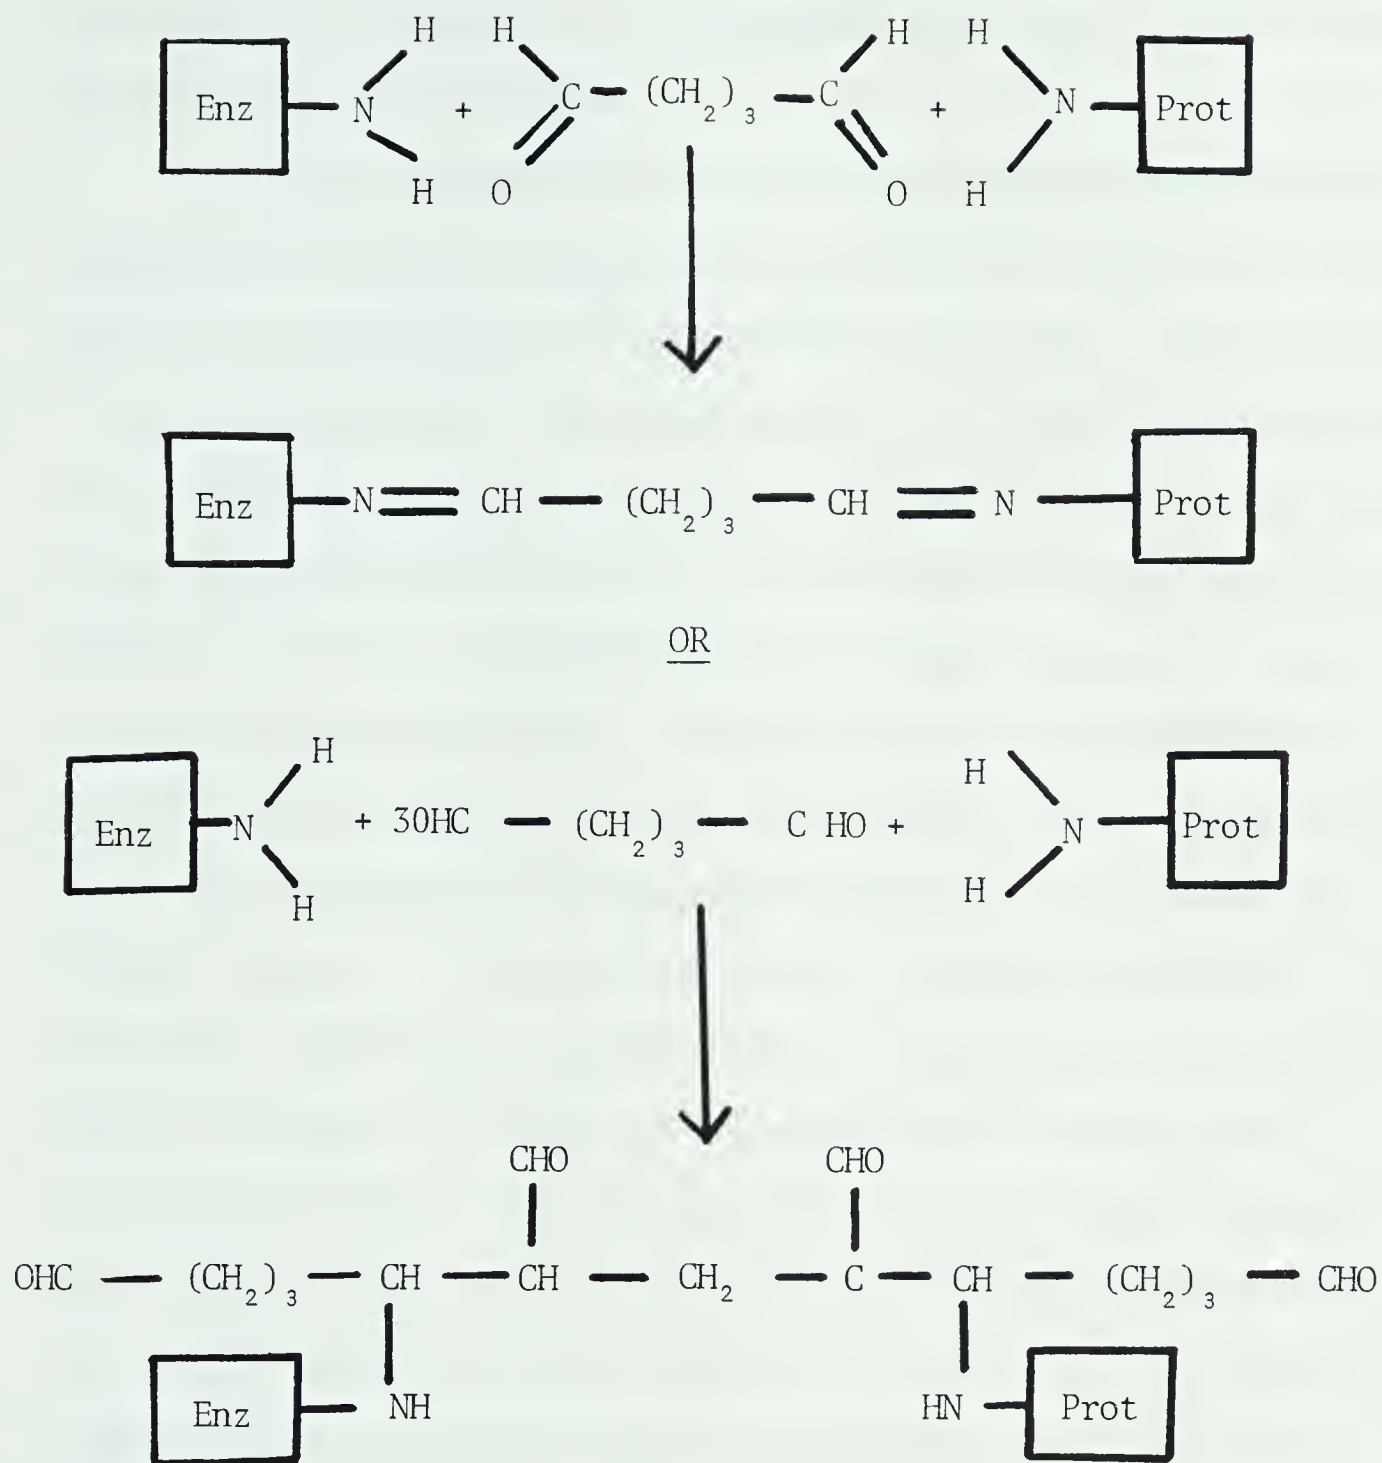 H H H H
Enz N + C (CH2)3 C + N Prot
H O O H
Enz N CH (CH2)3 CH N Prot
OR
H H
Enz N + 3OHC (CH2)3 C HO + N Prot
H H
CHO CHO
OHC (CH2)3 CH CH CH2 C CH (CH2)3 CHO
Enz NH HN Prot